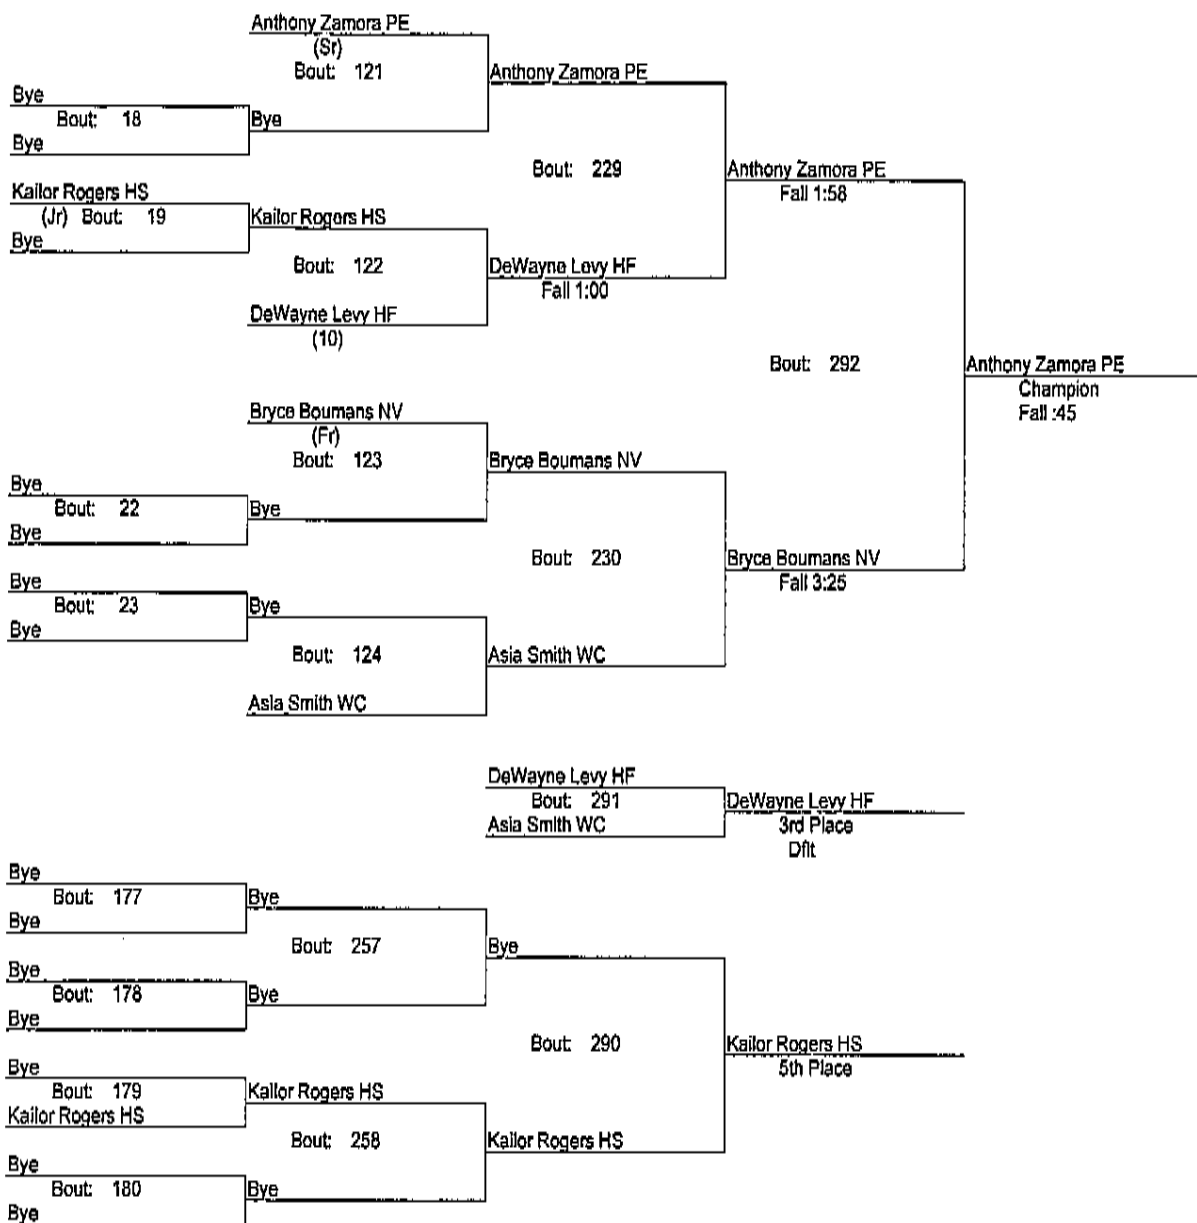 Anthony Zamora PE
(Sr)
Bout: 121
Anthony Zamora PE
Bye
Bout: 18
Bye
Bye
Bout: 229
Anthony Zamora PE
Fall 1:58
Kailor Rogers HS
(Jr) Bout: 19
Kailor Rogers HS
Bye
Bout: 122
DeWayne Levy HF
Fall 1:00
DeWayne Levy HF
(10)
Bout: 292
Anthony Zamora PE
Champion
Fall :45
Bryce Boumans NV
(Fr)
Bout: 123
Bryce Boumans NV
Bye
Bout: 22
Bye
Bye
Bout: 230
Bryce Boumans NV
Fall 3:25
Bye
Bout: 23
Bye
Bye
Bout: 124
Asia Smith WC
Asia Smith WC
DeWayne Levy HF
Bout: 291
DeWayne Levy HF
Asia Smith WC
3rd Place
Dflt
Bye
Bout: 177
Bye
Bye
Bout: 257
Bye
Bye
Bout: 178
Bye
Bye
Bout: 290
Kailor Rogers HS
5th Place
Bye
Bout: 179
Kailor Rogers HS
Kailor Rogers HS
Bout: 258
Kailor Rogers HS
Bye
Bout: 180
Bye
Bye